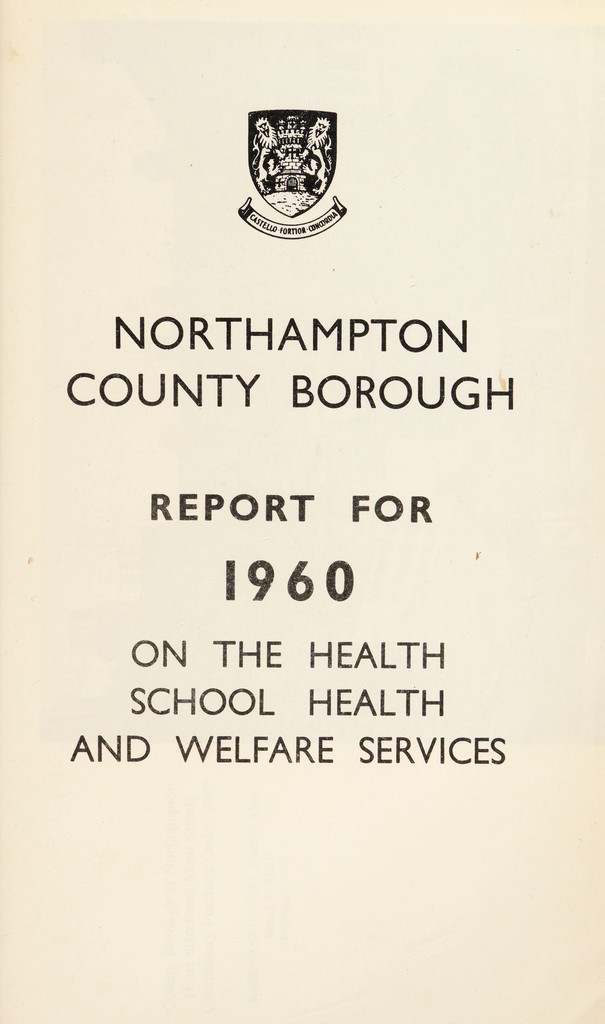 CASTELLO·FORTIOR·CONCORDIA
NORTHAMPTON
COUNTY BOROUGH
REPORT FOR
1960
ON THE HEALTH
SCHOOL HEALTH
AND WELFARE SERVICES